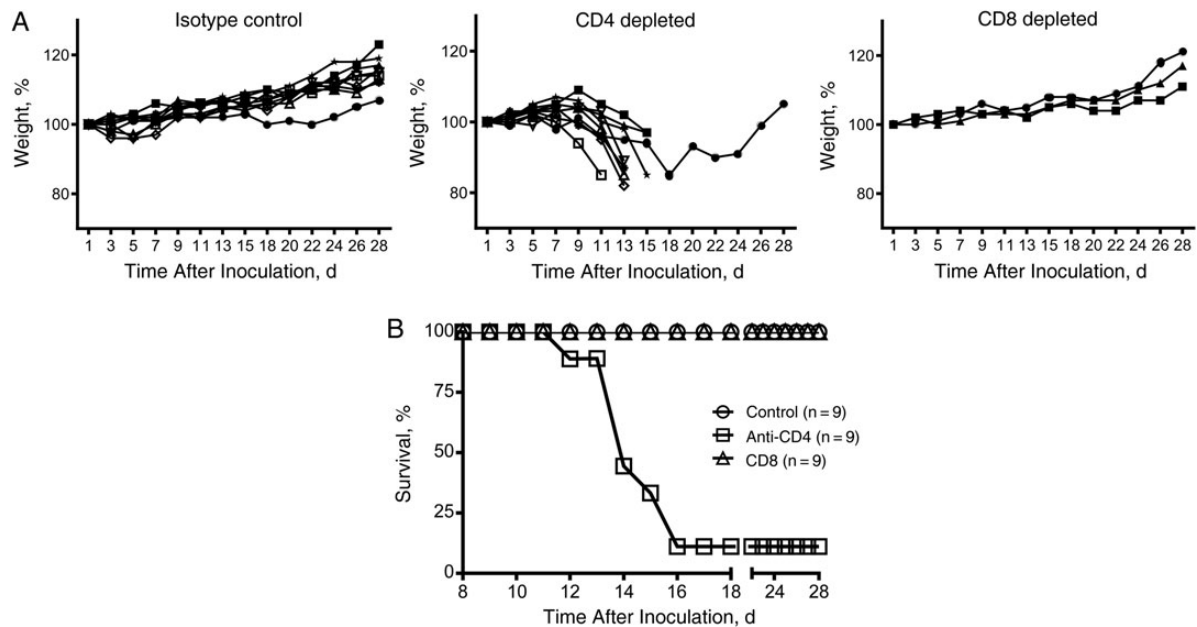 A
Isotype control
CD4 depleted
CD8 depleted
Weight, %
120
100
80
1 3 5 7 9 11 13 15 18 20 22 24 26 28
Time After Inoculation, d
Weight, %
120
100
80
1 3 5 7 9 11 13 15 18 20 22 24 26 28
Time After Inoculation, d
Weight, %
120
100
80
1 3 5 7 9 11 13 15 18 20 22 24 26 28
Time After Inoculation, d
B
Survival, %
100
75
50
25
0
8 10 12 14 16 18 24 28
Time After Inoculation, d
Control (n = 9)
Anti-CD4 (n = 9)
CD8 (n = 9)